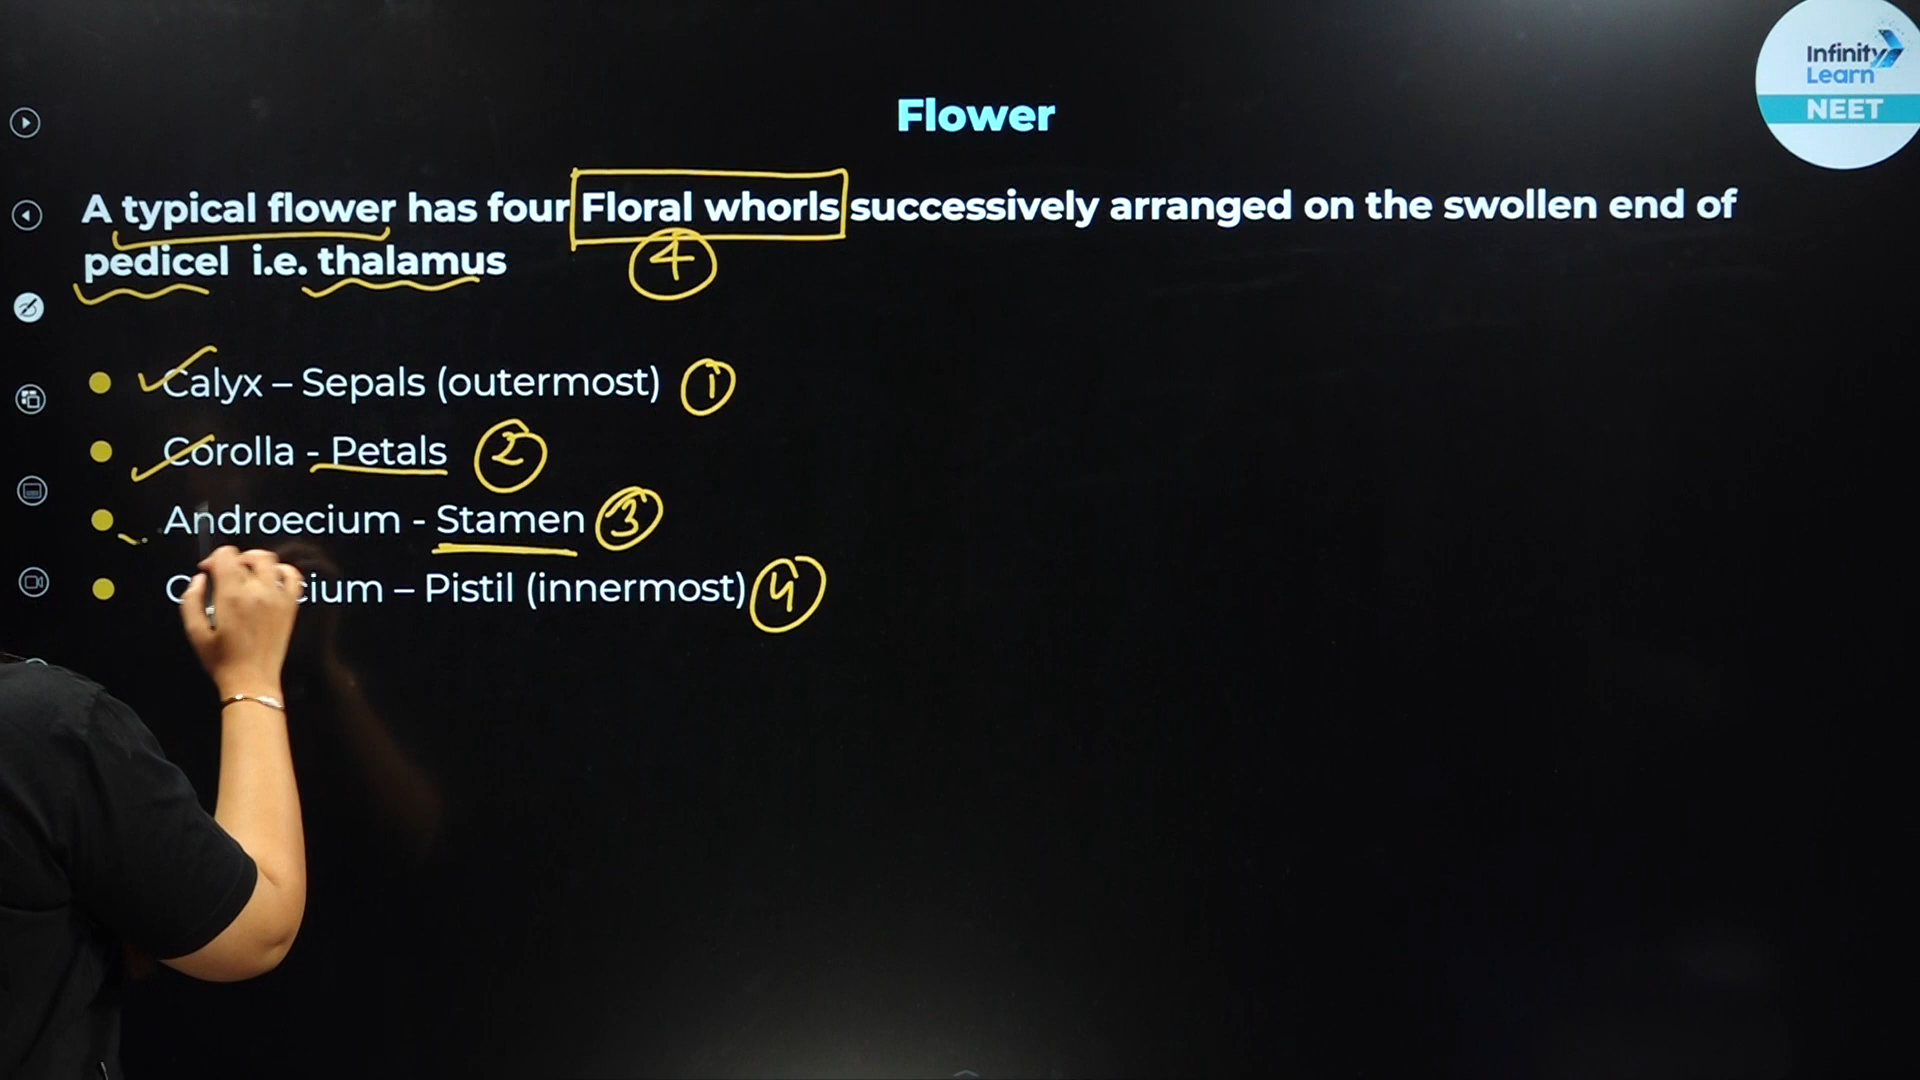 Infinity
Learn
NEET
Flower
A typical flower has four Floral whorls successively arranged on the swollen end of
pedicel i.e. thalamus
4
Calyx – Sepals (outermost) 1
Corolla - Petals 2
Androecium - Stamen 3
– Pistil (innermost) 4